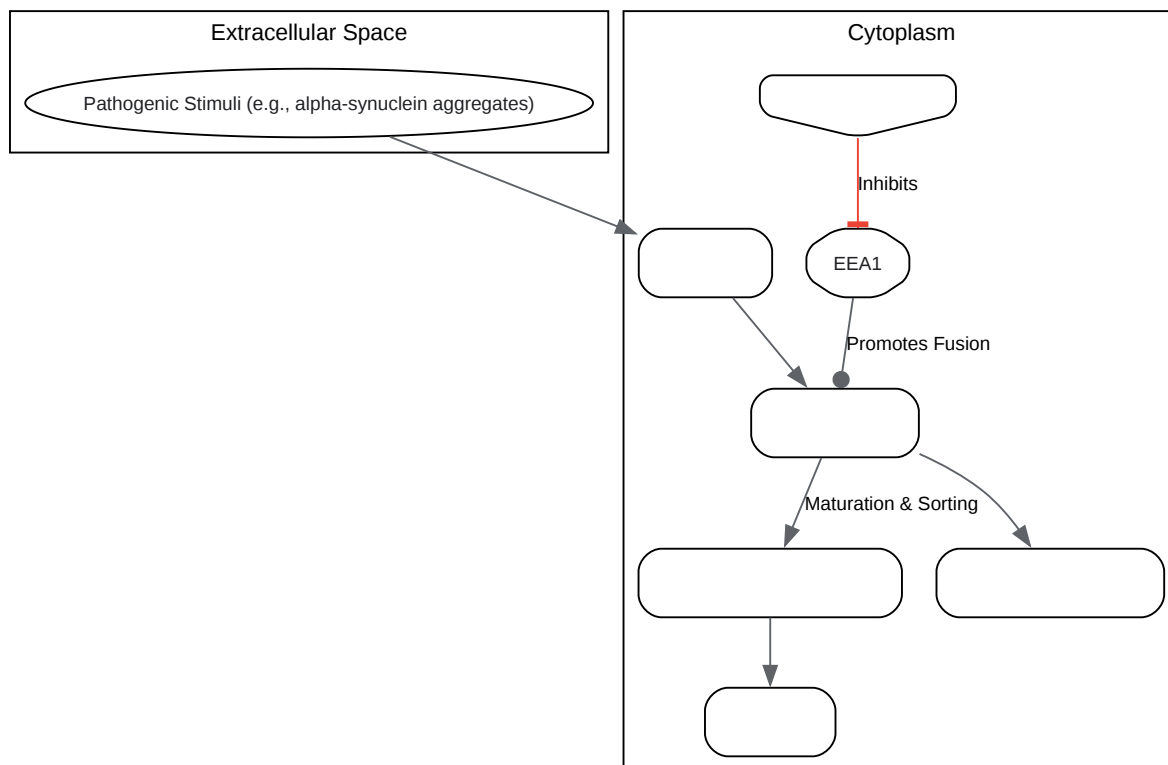 Extracellular Space
Cytoplasm
Pathogenic Stimuli (e.g., alpha-synuclein aggregates)
Inhibits
EEA1
Promotes Fusion
Maturation & Sorting